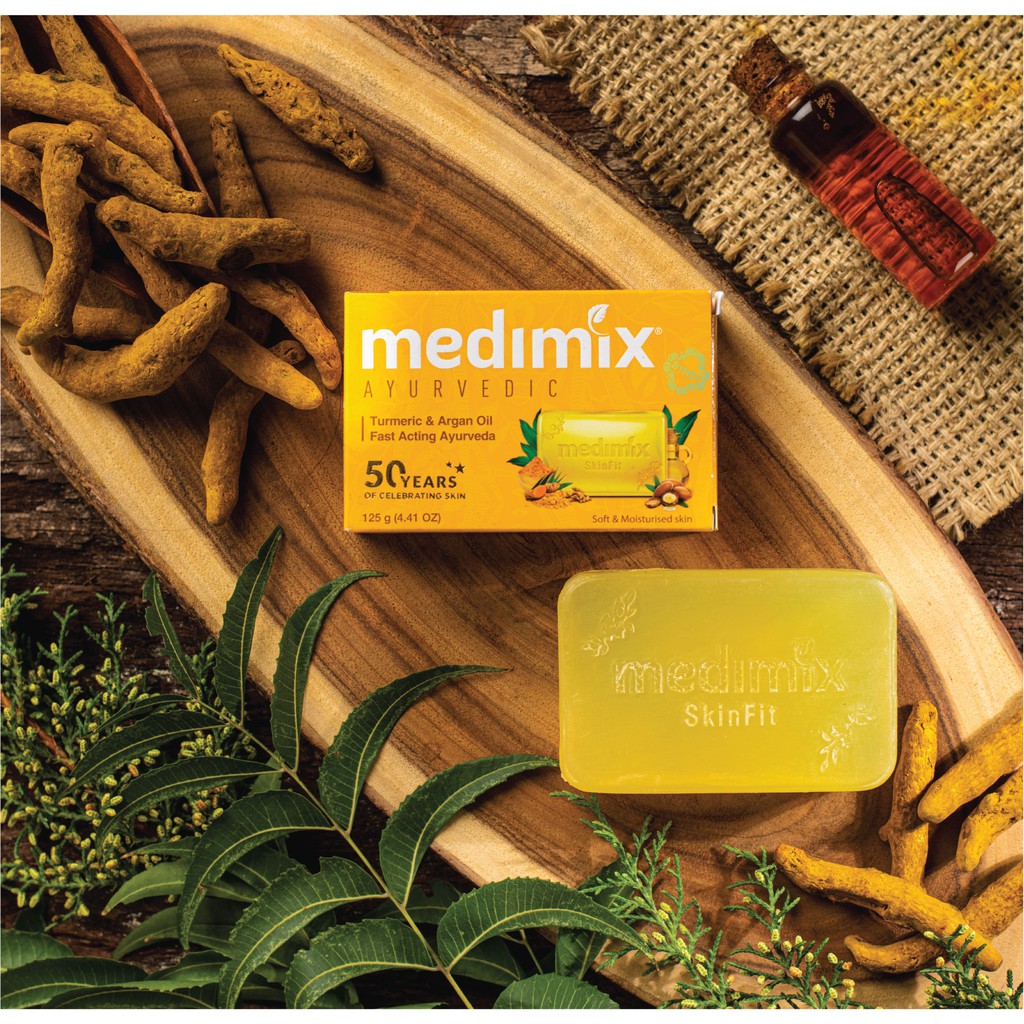 medimix®
AYURVEDIC
Turmeric & Argan Oil
Fast Acting Ayurveda
50 YEARS
OF CELEBRATING SKIN
125 g (4.41 OZ)
medimix
SkinFit
Soft & Moisturised skin
medimix
SkinFit